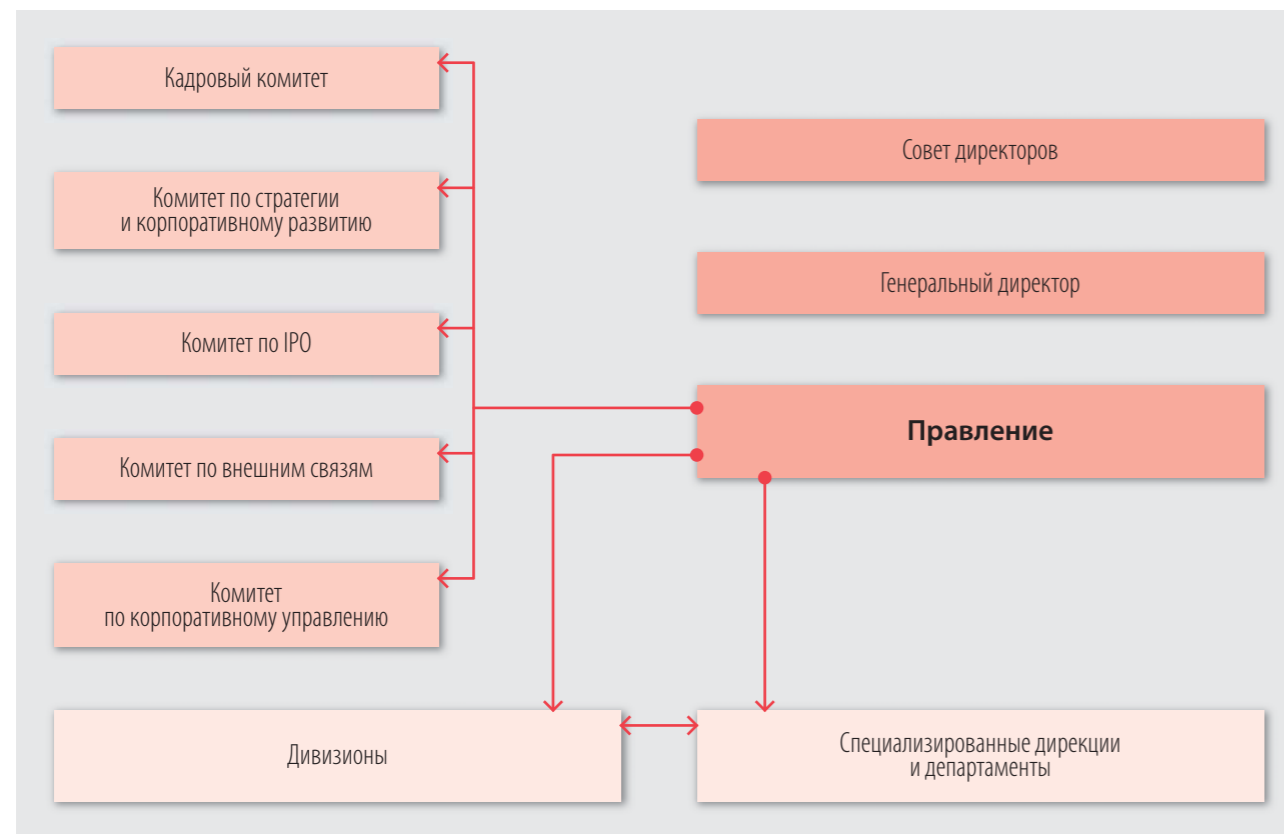 Кадровый комитет
Комитет по стратегии
и корпоративному развитию
Комитет по IPO
Комитет по внешним связям
Комитет
по корпоративному управлению
Совет директоров
Генеральный директор
Правление
Дивизионы
Специализированные дирекции
и департаменты